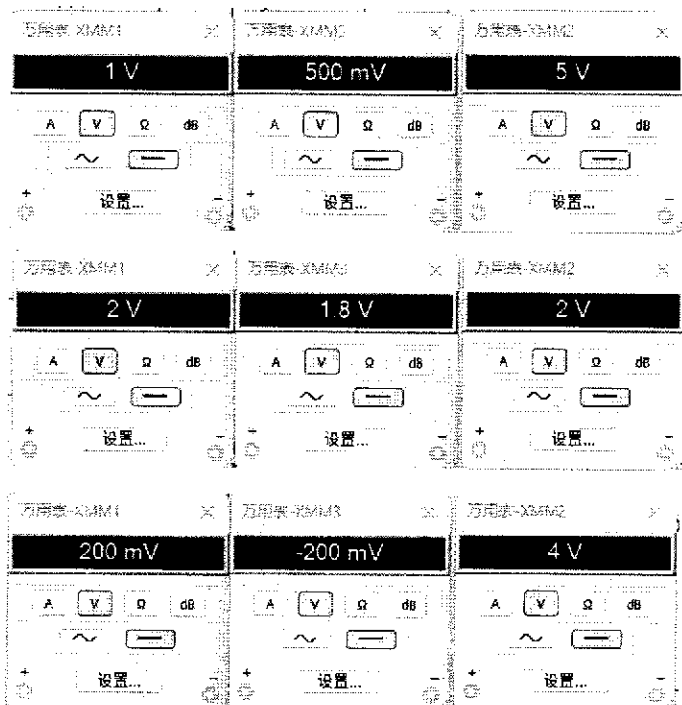 万用表-XMM1 × 万用表-XMM3 × 万用表-XMM2 ×
1 V 500 mV 5 V
A V Ω dB A V Ω dB A V Ω dB
~ — ~ — ~ —
+ 设置... - + 设置... - + 设置... -
万用表-XMM1 × 万用表-XMM3 × 万用表-XMM2 ×
2 V 1.8 V 2 V
A V Ω dB A V Ω dB A V Ω dB
~ — ~ — ~ —
+ 设置... - + 设置... - + 设置... -
万用表-XMM1 × 万用表-XMM3 × 万用表-XMM2 ×
200 mV -200 mV 4 V
A V Ω dB A V Ω dB A V Ω dB
~ — ~ — ~ —
+ 设置... - + 设置... - + 设置... -